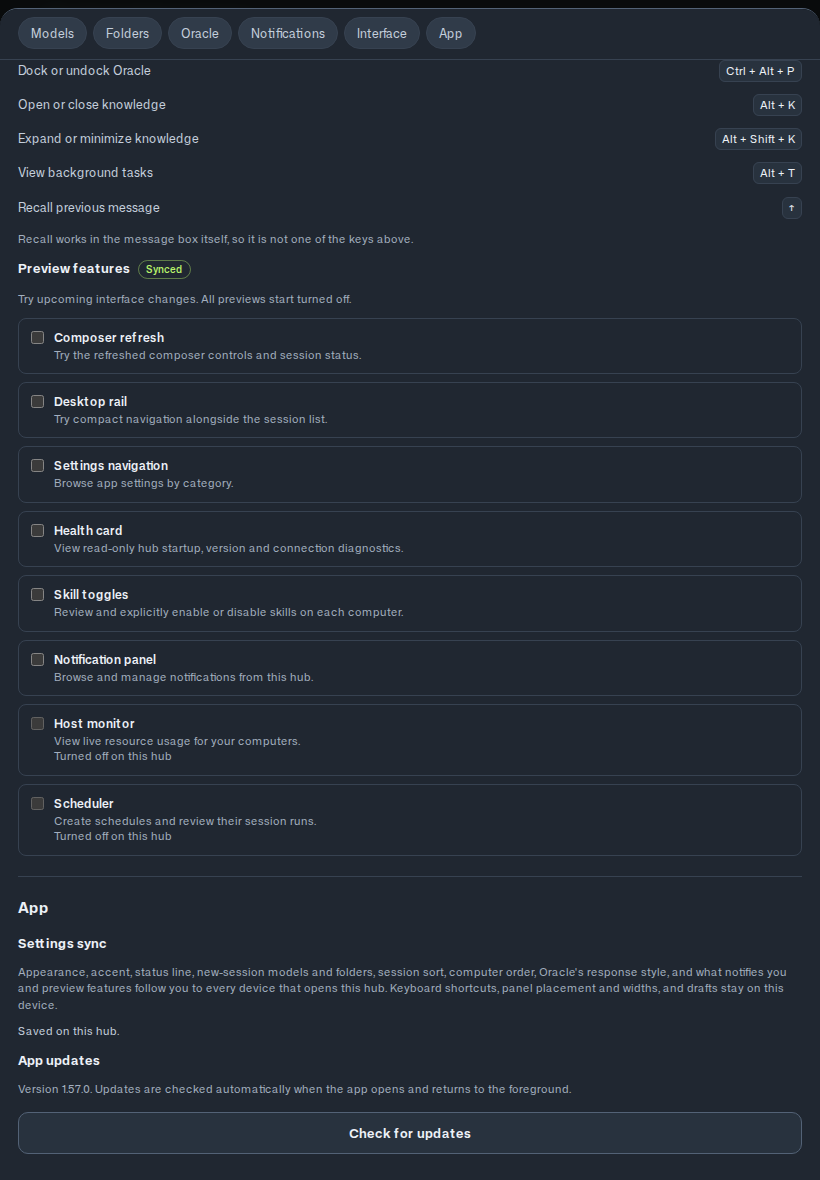 Models Folders Oracle Notifications Interface App
Dock or undock Oracle Ctrl + Alt + P
Open or close knowledge Alt + K
Expand or minimize knowledge Alt + Shift + K
View background tasks Alt + T
Recall previous message ↑
Recall works in the message box itself, so it is not one of the keys above.
Preview features Synced
Try upcoming interface changes. All previews start turned off.
Composer refresh
Try the refreshed composer controls and session status.
Desktop rail
Try compact navigation alongside the session list.
Settings navigation
Browse app settings by category.
Health card
View read-only hub startup, version and connection diagnostics.
Skill toggles
Review and explicitly enable or disable skills on each computer.
Notification panel
Browse and manage notifications from this hub.
Host monitor
View live resource usage for your computers.
Turned off on this hub
Scheduler
Create schedules and review their session runs.
Turned off on this hub
App
Settings sync
Appearance, accent, status line, new-session models and folders, session sort, computer order, Oracle's response style, and what notifies you
and preview features follow you to every device that opens this hub. Keyboard shortcuts, panel placement and widths, and drafts stay on this
device.
Saved on this hub.
App updates
Version 1.57.0. Updates are checked automatically when the app opens and returns to the foreground.
Check for updates